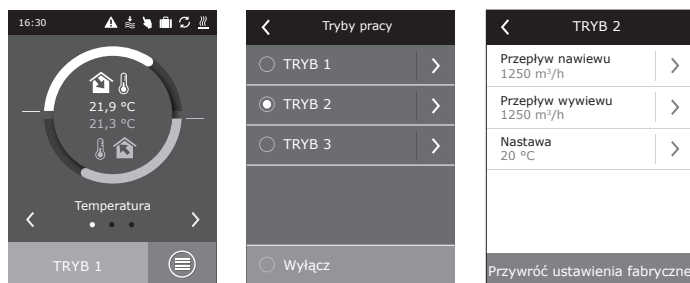 16:30
21,9 °C
21,3 °C
Temperatura
TRYB 1
Tryby pracy
TRYB 1
TRYB 2
TRYB 3
Wyłącz
TRYB 2
Przepływ nawiewu
1250 m³/h
Przepływ wywiewu
1250 m³/h
Nastawa
20 °C
Przywróć ustawienia fabryczne